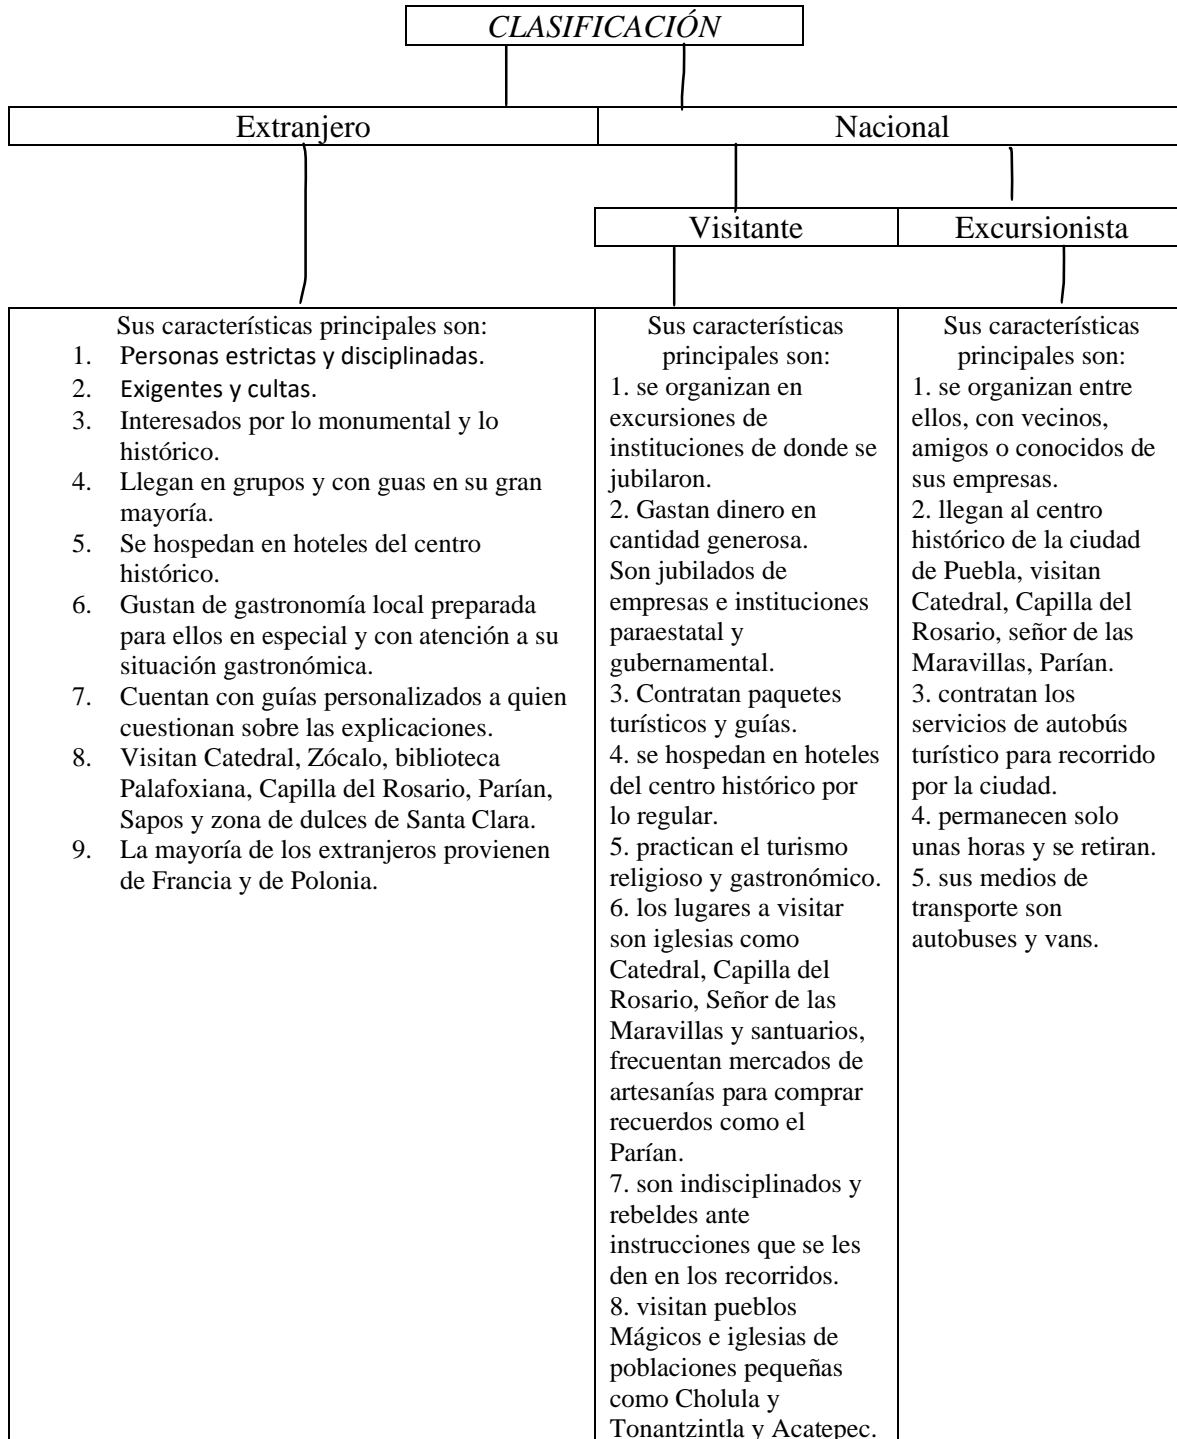 CLASIFICACIÓN
Extranjero
Nacional
Visitante
Excursionista
Sus características principales son:
1. Personas estrictas y disciplinadas.
2. Exigentes y cultas.
3. Interesados por lo monumental y lo
histórico.
4. Llegan en grupos y con guas en su gran
mayoría.
5. Se hospedan en hoteles del centro
histórico.
6. Gustan de gastronomía local preparada
para ellos en especial y con atención a su
situación gastronómica.
7. Cuentan con guías personalizados a quien
cuestionan sobre las explicaciones.
8. Visitan Catedral, Zócalo, biblioteca
Palafoxiana, Capilla del Rosario, Parían,
Sapos y zona de dulces de Santa Clara.
9. La mayoría de los extranjeros provienen
de Francia y de Polonia.
Sus características
principales son:
1. se organizan en
excursiones de
instituciones de donde se
jubilaron.
2. Gastan dinero en
cantidad generosa.
Son jubilados de
empresas e instituciones
paraestatal y
gubernamental.
3. Contratan paquetes
turísticos y guías.
4. se hospedan en hoteles
del centro histórico por
lo regular.
5. practican el turismo
religioso y gastronómico.
6. los lugares a visitar
son iglesias como
Catedral, Capilla del
Rosario, Señor de las
Maravillas y santuarios,
frecuentan mercados de
artesanías para comprar
recuerdos como el
Parían.
7. son indisciplinados y
rebeldes ante
instrucciones que se les
den en los recorridos.
8. visitan pueblos
Mágicos e iglesias de
poblaciones pequeñas
como Cholula y
Tonantzintla y Acatepec.
Sus características
principales son:
1. se organizan entre
ellos, con vecinos,
amigos o conocidos de
sus empresas.
2. llegan al centro
histórico de la ciudad
de Puebla, visitan
Catedral, Capilla del
Rosario, señor de las
Maravillas, Parían.
3. contratan los
servicios de autobús
turístico para recorrido
por la ciudad.
4. permanecen solo
unas horas y se retiran.
5. sus medios de
transporte son
autobuses y vans.